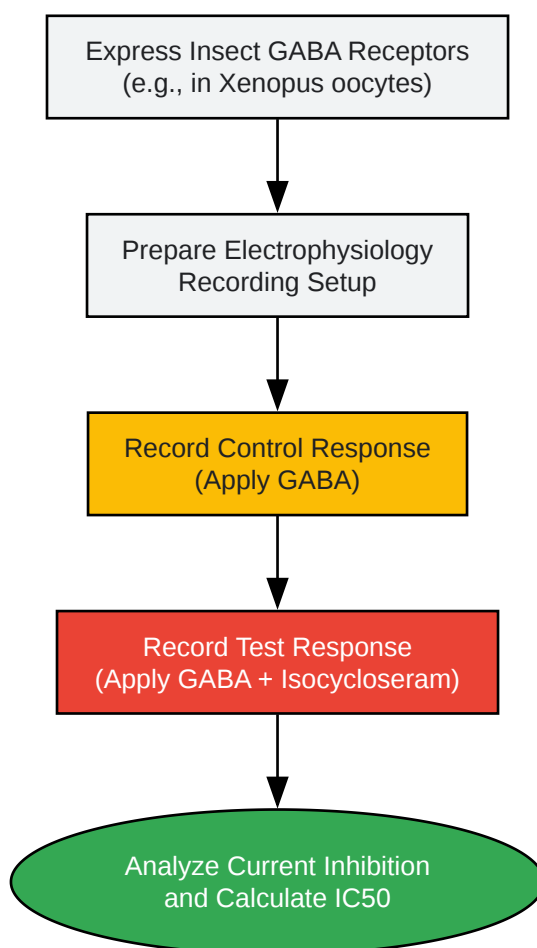 Express Insect GABA Receptors
(e.g., in Xenopus oocytes)
Prepare Electrophysiology
Recording Setup
Record Control Response
(Apply GABA)
Record Test Response
(Apply GABA + Isocycloseram)
Analyze Current Inhibition
and Calculate IC50